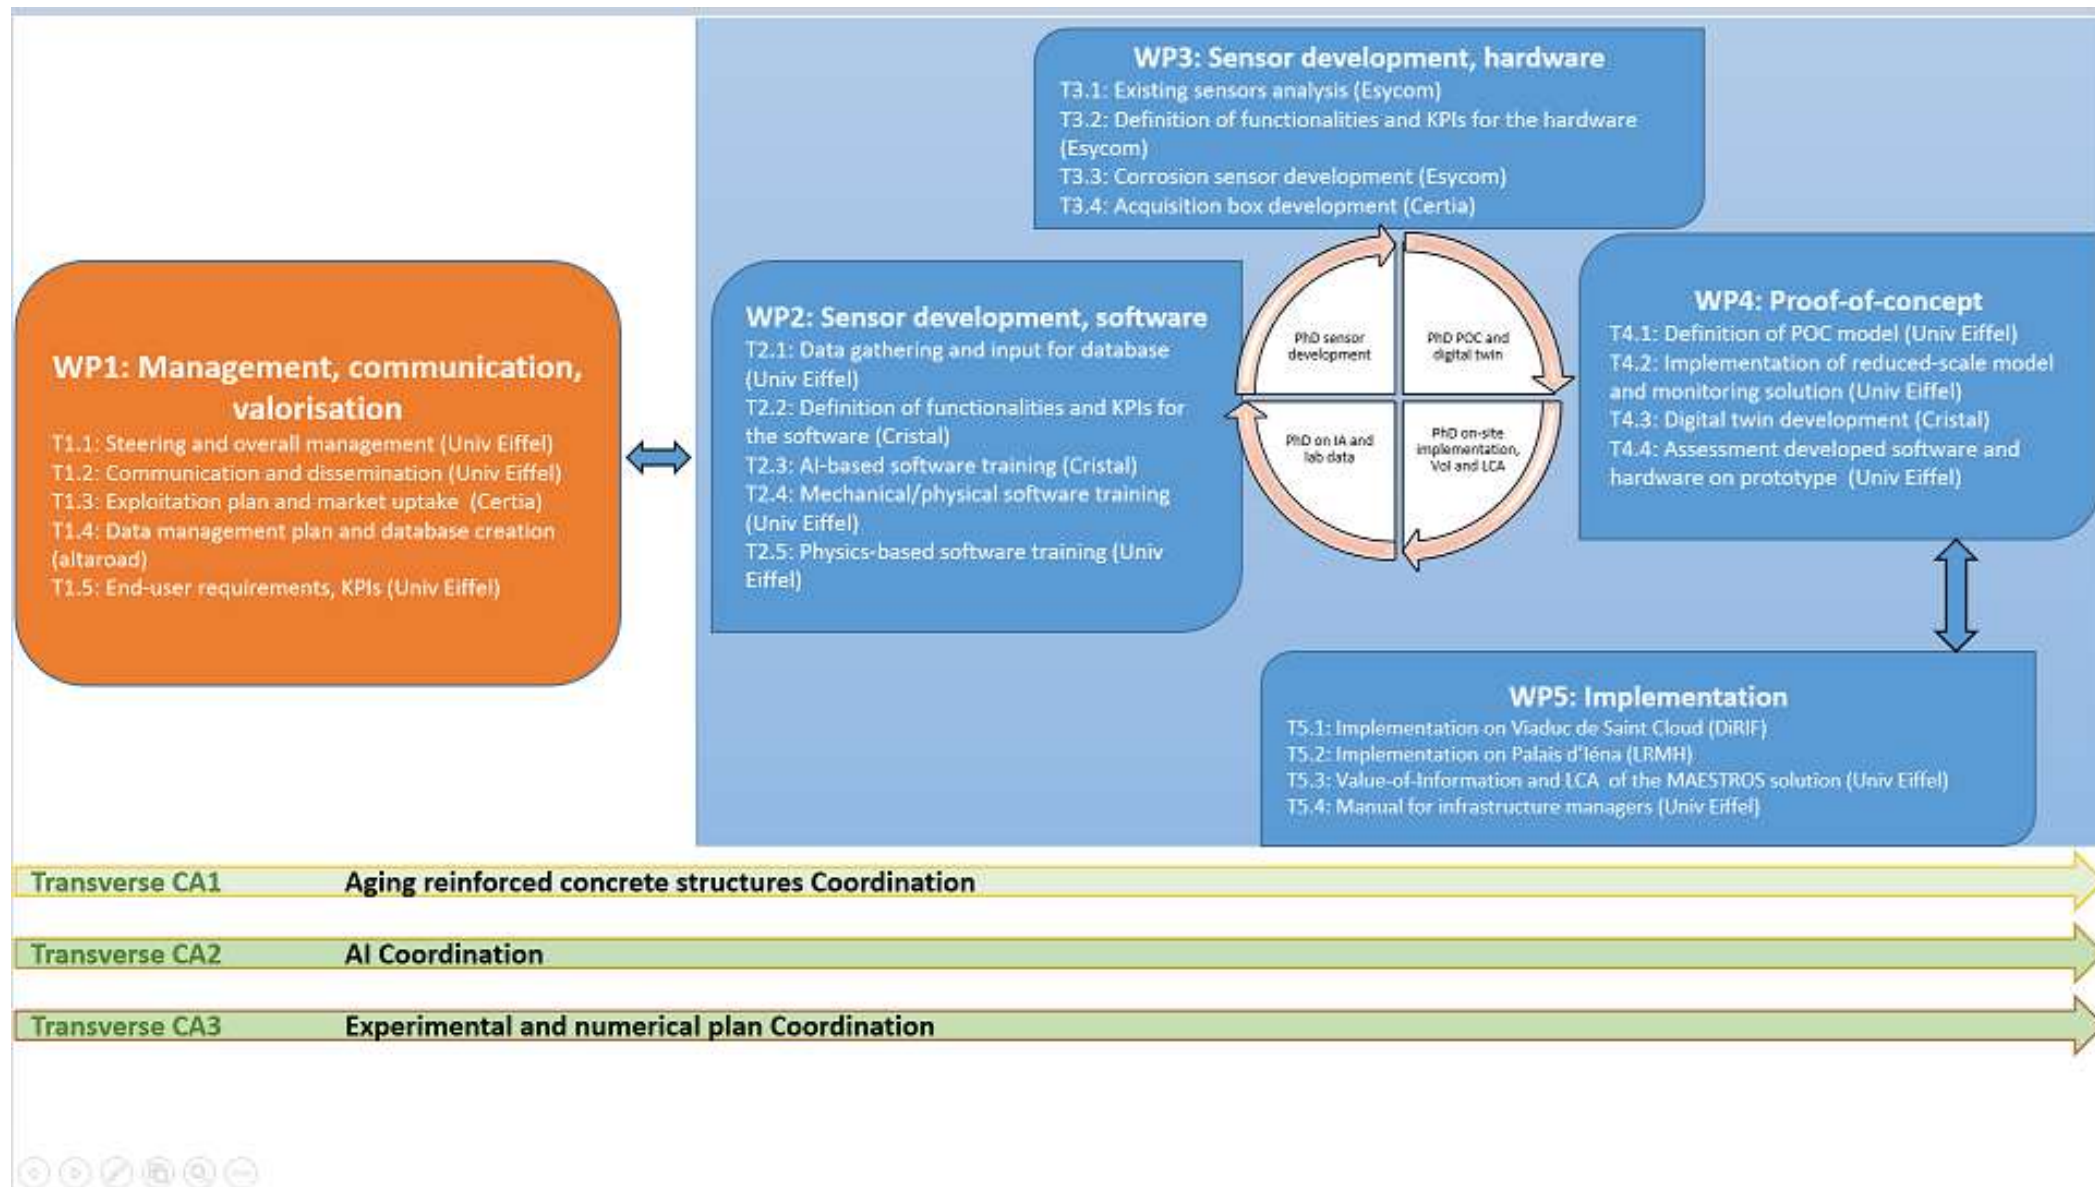 WP3: Sensor development, hardware
T3.1: Existing sensors analysis (Esycom)
T3.2: Definition of functionalities and KPIs for the hardware
(Esycom)
T3.3: Corrosion sensor development (Esycom)
T3.4: Acquisition box development (Certia)
WP1: Management, communication,
valorisation
T1.1: Steering and overall management (Univ Eiffel)
T1.2: Communication and dissemination (Univ Eiffel)
T1.3: Exploitation plan and market uptake (Certia)
T1.4: Data management plan and database creation
(altaroad)
T1.5: End-user requirements, KPIs (Univ Eiffel)
WP2: Sensor development, software
T2.1: Data gathering and input for database
(Univ Eiffel)
T2.2: Definition of functionalities and KPIs for
the software (Cristal)
T2.3: AI-based software training (Cristal)
T2.4: Mechanical/physical software training
(Univ Eiffel)
T2.5: Physics-based software training (Univ
Eiffel)
PhD sensor
development
PhD POC and
digital twin
PhD on IA and
lab data
PhD on-site
implementation,
VoI and LCA
WP4: Proof-of-concept
T4.1: Definition of POC model (Univ Eiffel)
T4.2: Implementation of reduced-scale model
and monitoring solution (Univ Eiffel)
T4.3: Digital twin development (Cristal)
T4.4: Assessment developed software and
hardware on prototype (Univ Eiffel)
WP5: Implementation
T5.1: Implementation on Viaduc de Saint Cloud (DiRIF)
T5.2: Implementation on Palais d'Iéna (LRMH)
T5.3: Value-of-Information and LCA of the MAESTROS solution (Univ Eiffel)
T5.4: Manual for infrastructure managers (Univ Eiffel)
Transverse CA1 Aging reinforced concrete structures Coordination
Transverse CA2 AI Coordination
Transverse CA3 Experimental and numerical plan Coordination